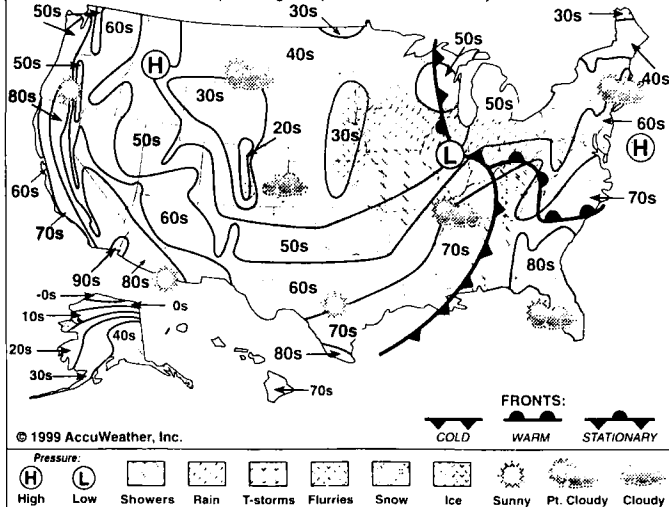 50s
60s
30s
40s
50s
30s
40s
50s
80s
H
30s
50s
20s
30s
50s
60s
L
H
60s
60s
50s
70s
70s
70s
80s
90s
80s
60s
70s
80s
-0s
0s
10s
40s
20s
30s
70s
FRONTS:
© 1999 AccuWeather, Inc.
COLD WARM STATIONARY
Pressure:
H L
High Low Showers Rain T-storms Flurries Snow Ice Sunny Pt. Cloudy Cloudy